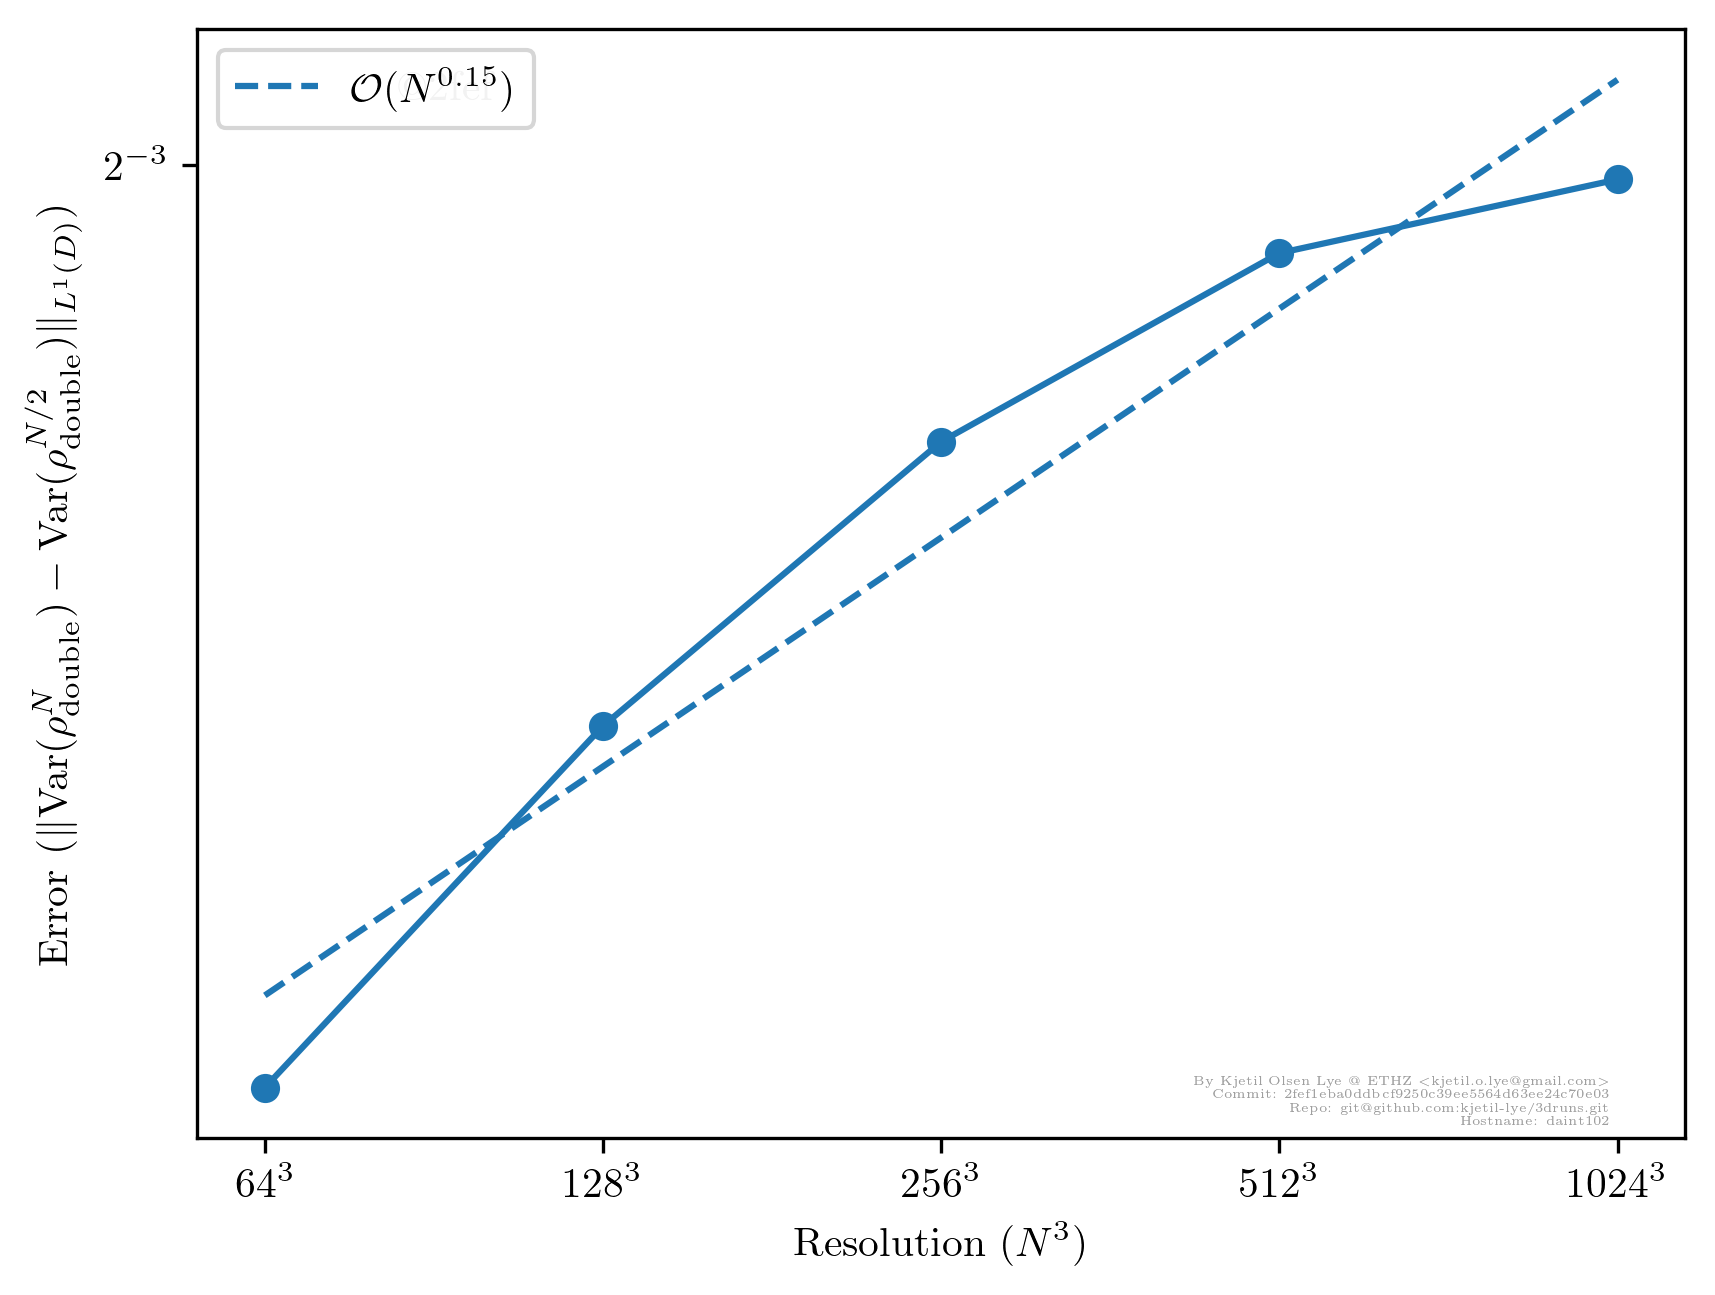 𝒪(N^0.15)
2^−3
Error (‖Var(ρ^N_double) − Var(ρ^N/2_double)‖_L^1(D))
64^3 128^3 256^3 512^3 1024^3
Resolution (N^3)
By Kjetil Olsen Lye @ ETHZ <kjetil.o.lye@gmail.com>
Commit: 2fef1eba0ddbcf9250c39ee5564d63ee24c70e03
Repo: git@github.com:kjetil-lye/3druns.git
Hostname: daint102